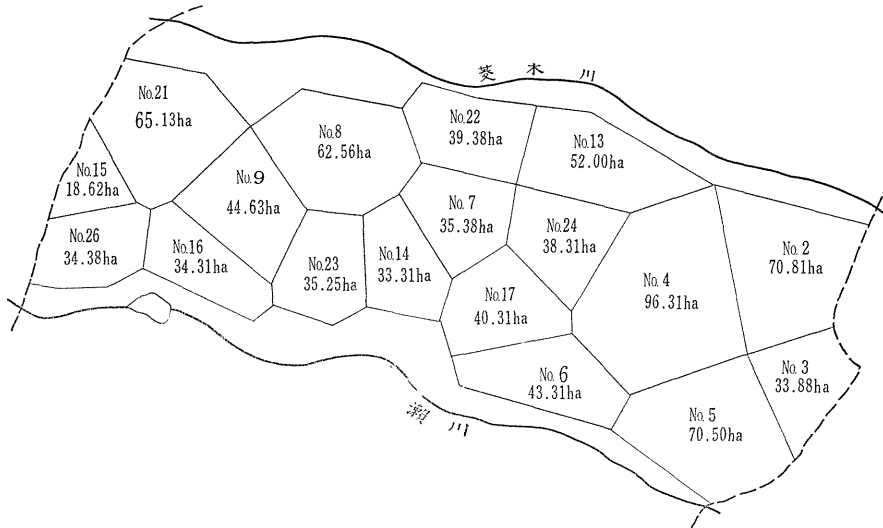 菱木川
No.21
65.13ha
No.22
39.38ha
No.8
62.56ha
No.13
52.00ha
No.15
18.62ha
No.9
44.63ha
No.7
35.38ha
No.24
38.31ha
No.2
70.81ha
No.26
34.38ha
No.16
34.31ha
No.23
35.25ha
No.14
33.31ha
No.4
96.31ha
No.17
40.31ha
No.6
43.31ha
No.3
33.88ha
No.5
70.50ha
瀬川